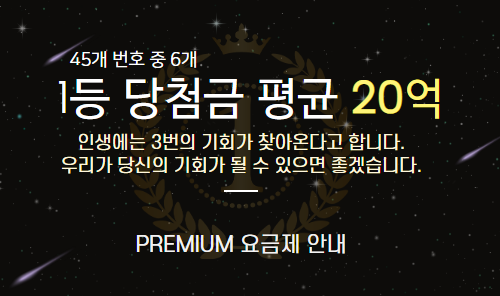 45개 번호 중 6개
1등 당첨금 평균 20억
인생에는 3번의 기회가 찾아온다고 합니다.
우리가 당신의 기회가 될 수 있으면 좋겠습니다.
PREMIUM 요금제 안내